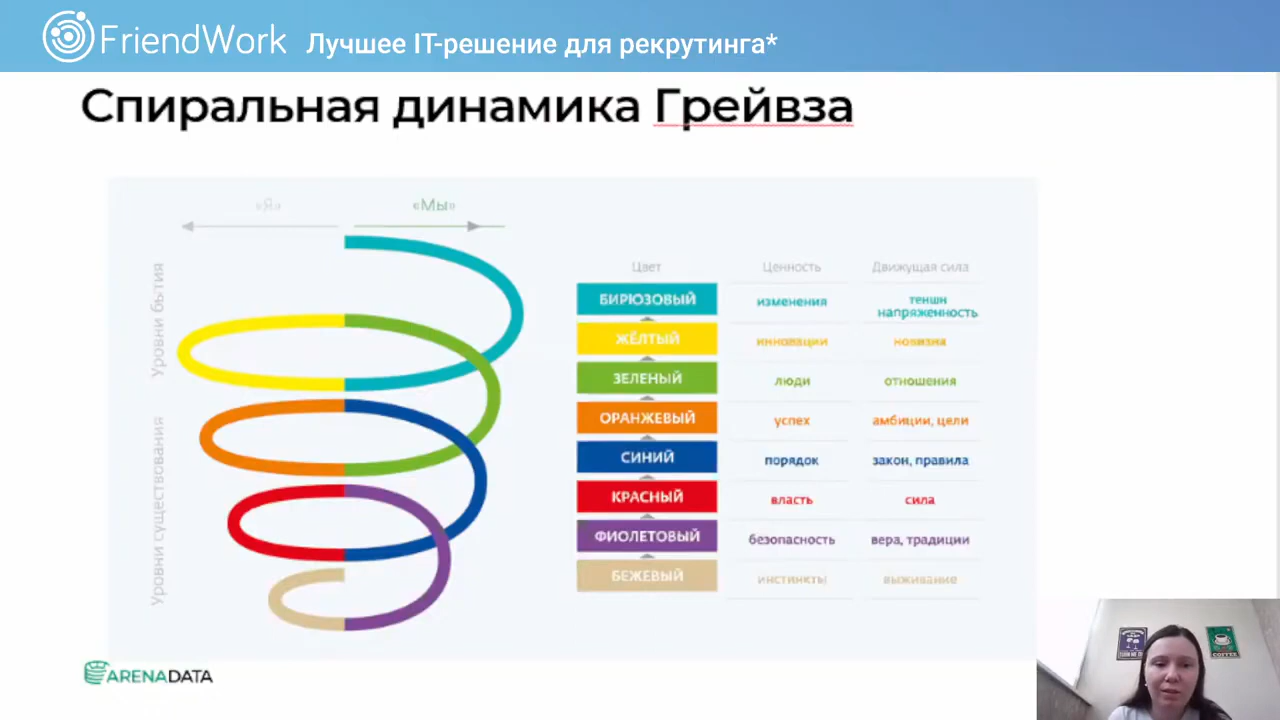 FriendWork Лучшее IT-решение для рекрутинга*
Спиральная динамика Грейвза
«Я» «Мы»
Уровни бытия
Уровни существования
Цвет Ценность Движущая сила
БИРЮЗОВЫЙ изменения теншн напряженность
ЖЁЛТЫЙ инновации новизна
ЗЕЛЕНЫЙ люди отношения
ОРАНЖЕВЫЙ успех амбиции, цели
СИНИЙ порядок закон, правила
КРАСНЫЙ власть сила
ФИОЛЕТОВЫЙ безопасность вера, традиции
БЕЖЕВЫЙ инстинкты выживание
ARENADATA
COFFEE